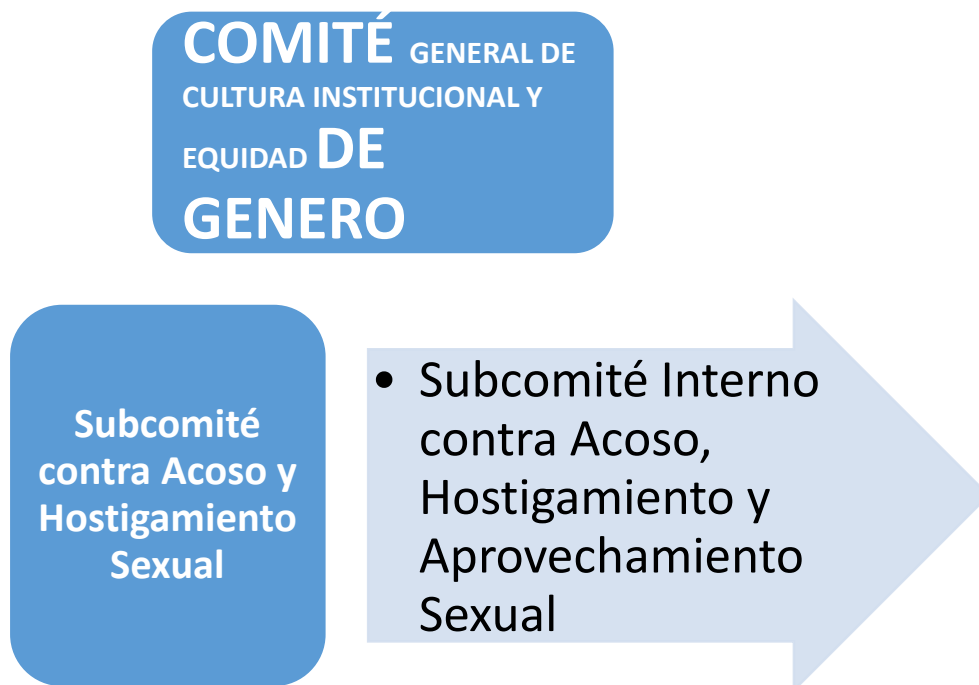 COMITÉ GENERAL DE
CULTURA INSTITUCIONAL Y
EQUIDAD DE
GENERO
Subcomité
contra Acoso y
Hostigamiento
Sexual
• Subcomité Interno
contra Acoso,
Hostigamiento y
Aprovechamiento
Sexual